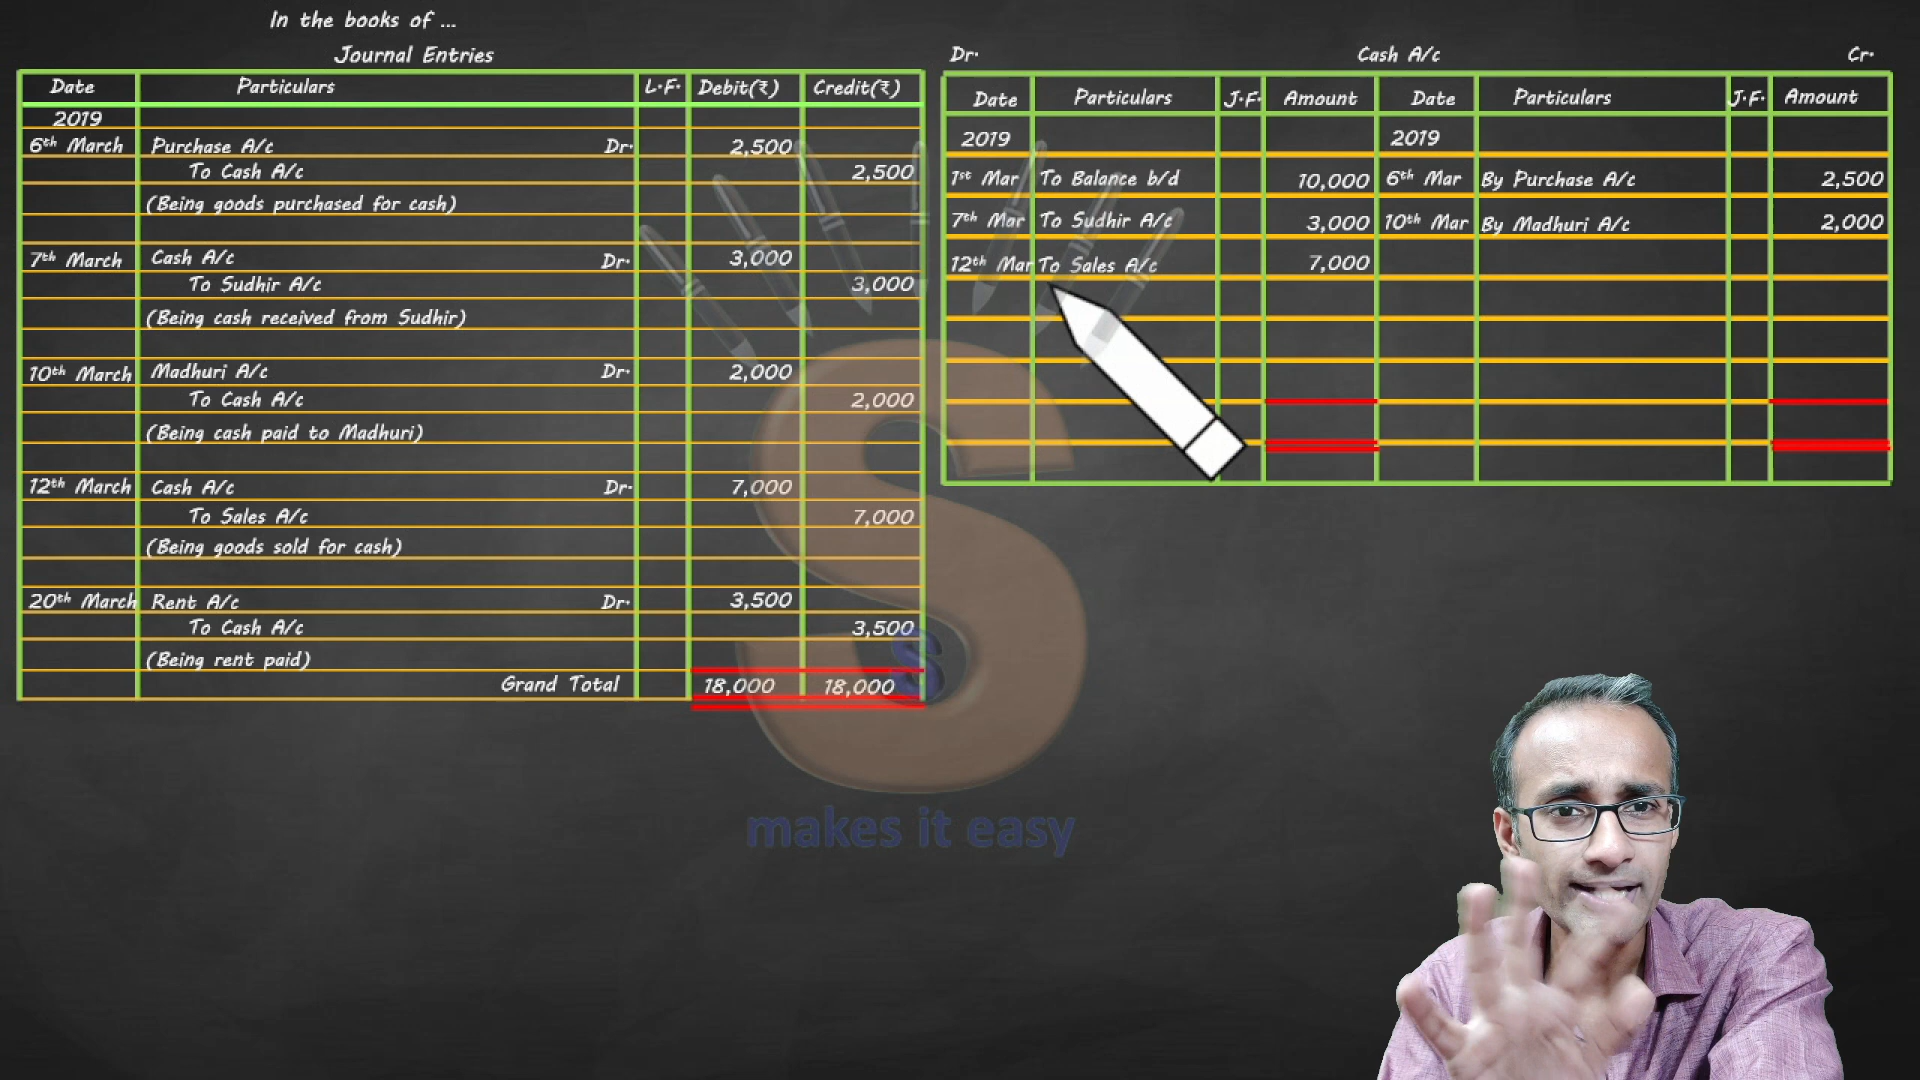 In the books of ...
Journal Entries
Date Particulars L.F. Debit(₹) Credit(₹)
2019
6th March Purchase A/c Dr. 2,500
To Cash A/c 2,500
(Being goods purchased for cash)
7th March Cash A/c Dr. 3,000
To Sudhir A/c 3,000
(Being cash received from Sudhir)
10th March Madhuri A/c Dr. 2,000
To Cash A/c 2,000
(Being cash paid to Madhuri)
12th March Cash A/c Dr. 7,000
To Sales A/c 7,000
(Being goods sold for cash)
20th March Rent A/c Dr. 3,500
To Cash A/c 3,500
(Being rent paid)
Grand Total 18,000 18,000
Dr. Cash A/c Cr.
Date Particulars J.F. Amount Date Particulars J.F. Amount
2019 2019
1st Mar To Balance b/d 10,000 6th Mar By Purchase A/c 2,500
7th Mar To Sudhir A/c 3,000 10th Mar By Madhuri A/c 2,000
12th Mar To Sales A/c 7,000
S
S
makes it easy